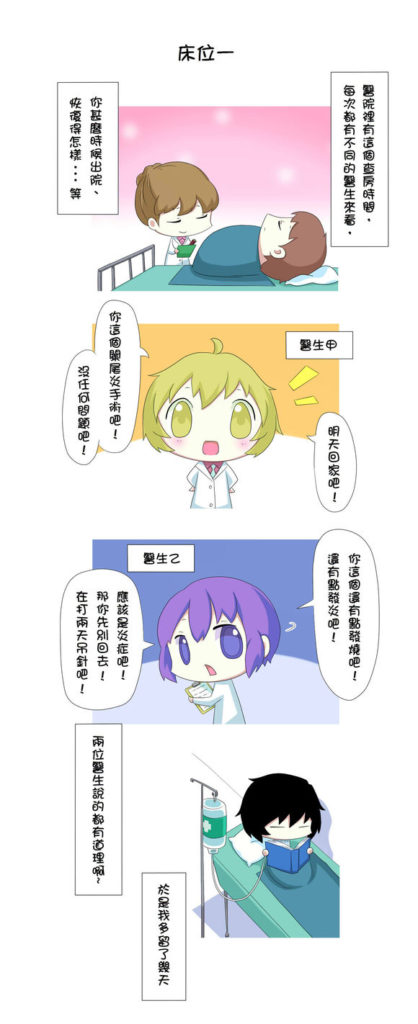 床位一
醫院裡有這個查房時間，
每次都有不同的醫生來看，
你甚麼時候出院、
恢復得怎樣...等
醫生甲
明天回家吧！
你這個闌尾炎手術吧！
沒任何問題吧！
醫生乙
你這個還有點發燒吧！
還有點發炎吧！
應該是炎症吧！
那你先別回去！
在打兩天吊針吧！
兩位醫生說的都有道理啊~
於是我多留了幾天